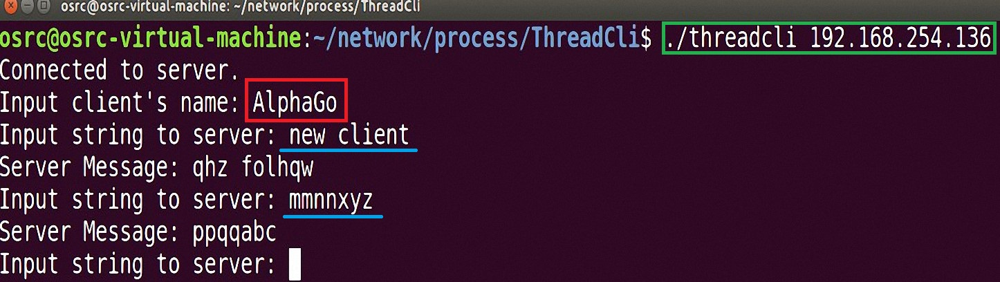 osrc@osrc-virtual-machine: ~/network/process/ThreadCli
osrc@osrc-virtual-machine:~/network/process/ThreadCli$ ./threadcli 192.168.254.136
Connected to server.
Input client's name: AlphaGo
Input string to server: new client
Server Message: qhz folhqw
Input string to server: mmnnxyz
Server Message: ppqqabc
Input string to server: